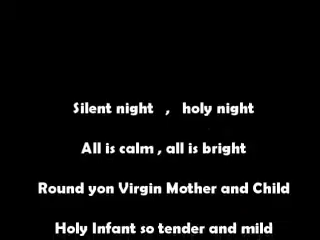 Silent night , holy night
All is calm , all is bright
Round yon Virgin Mother and Child
Holy Infant so tender and mild